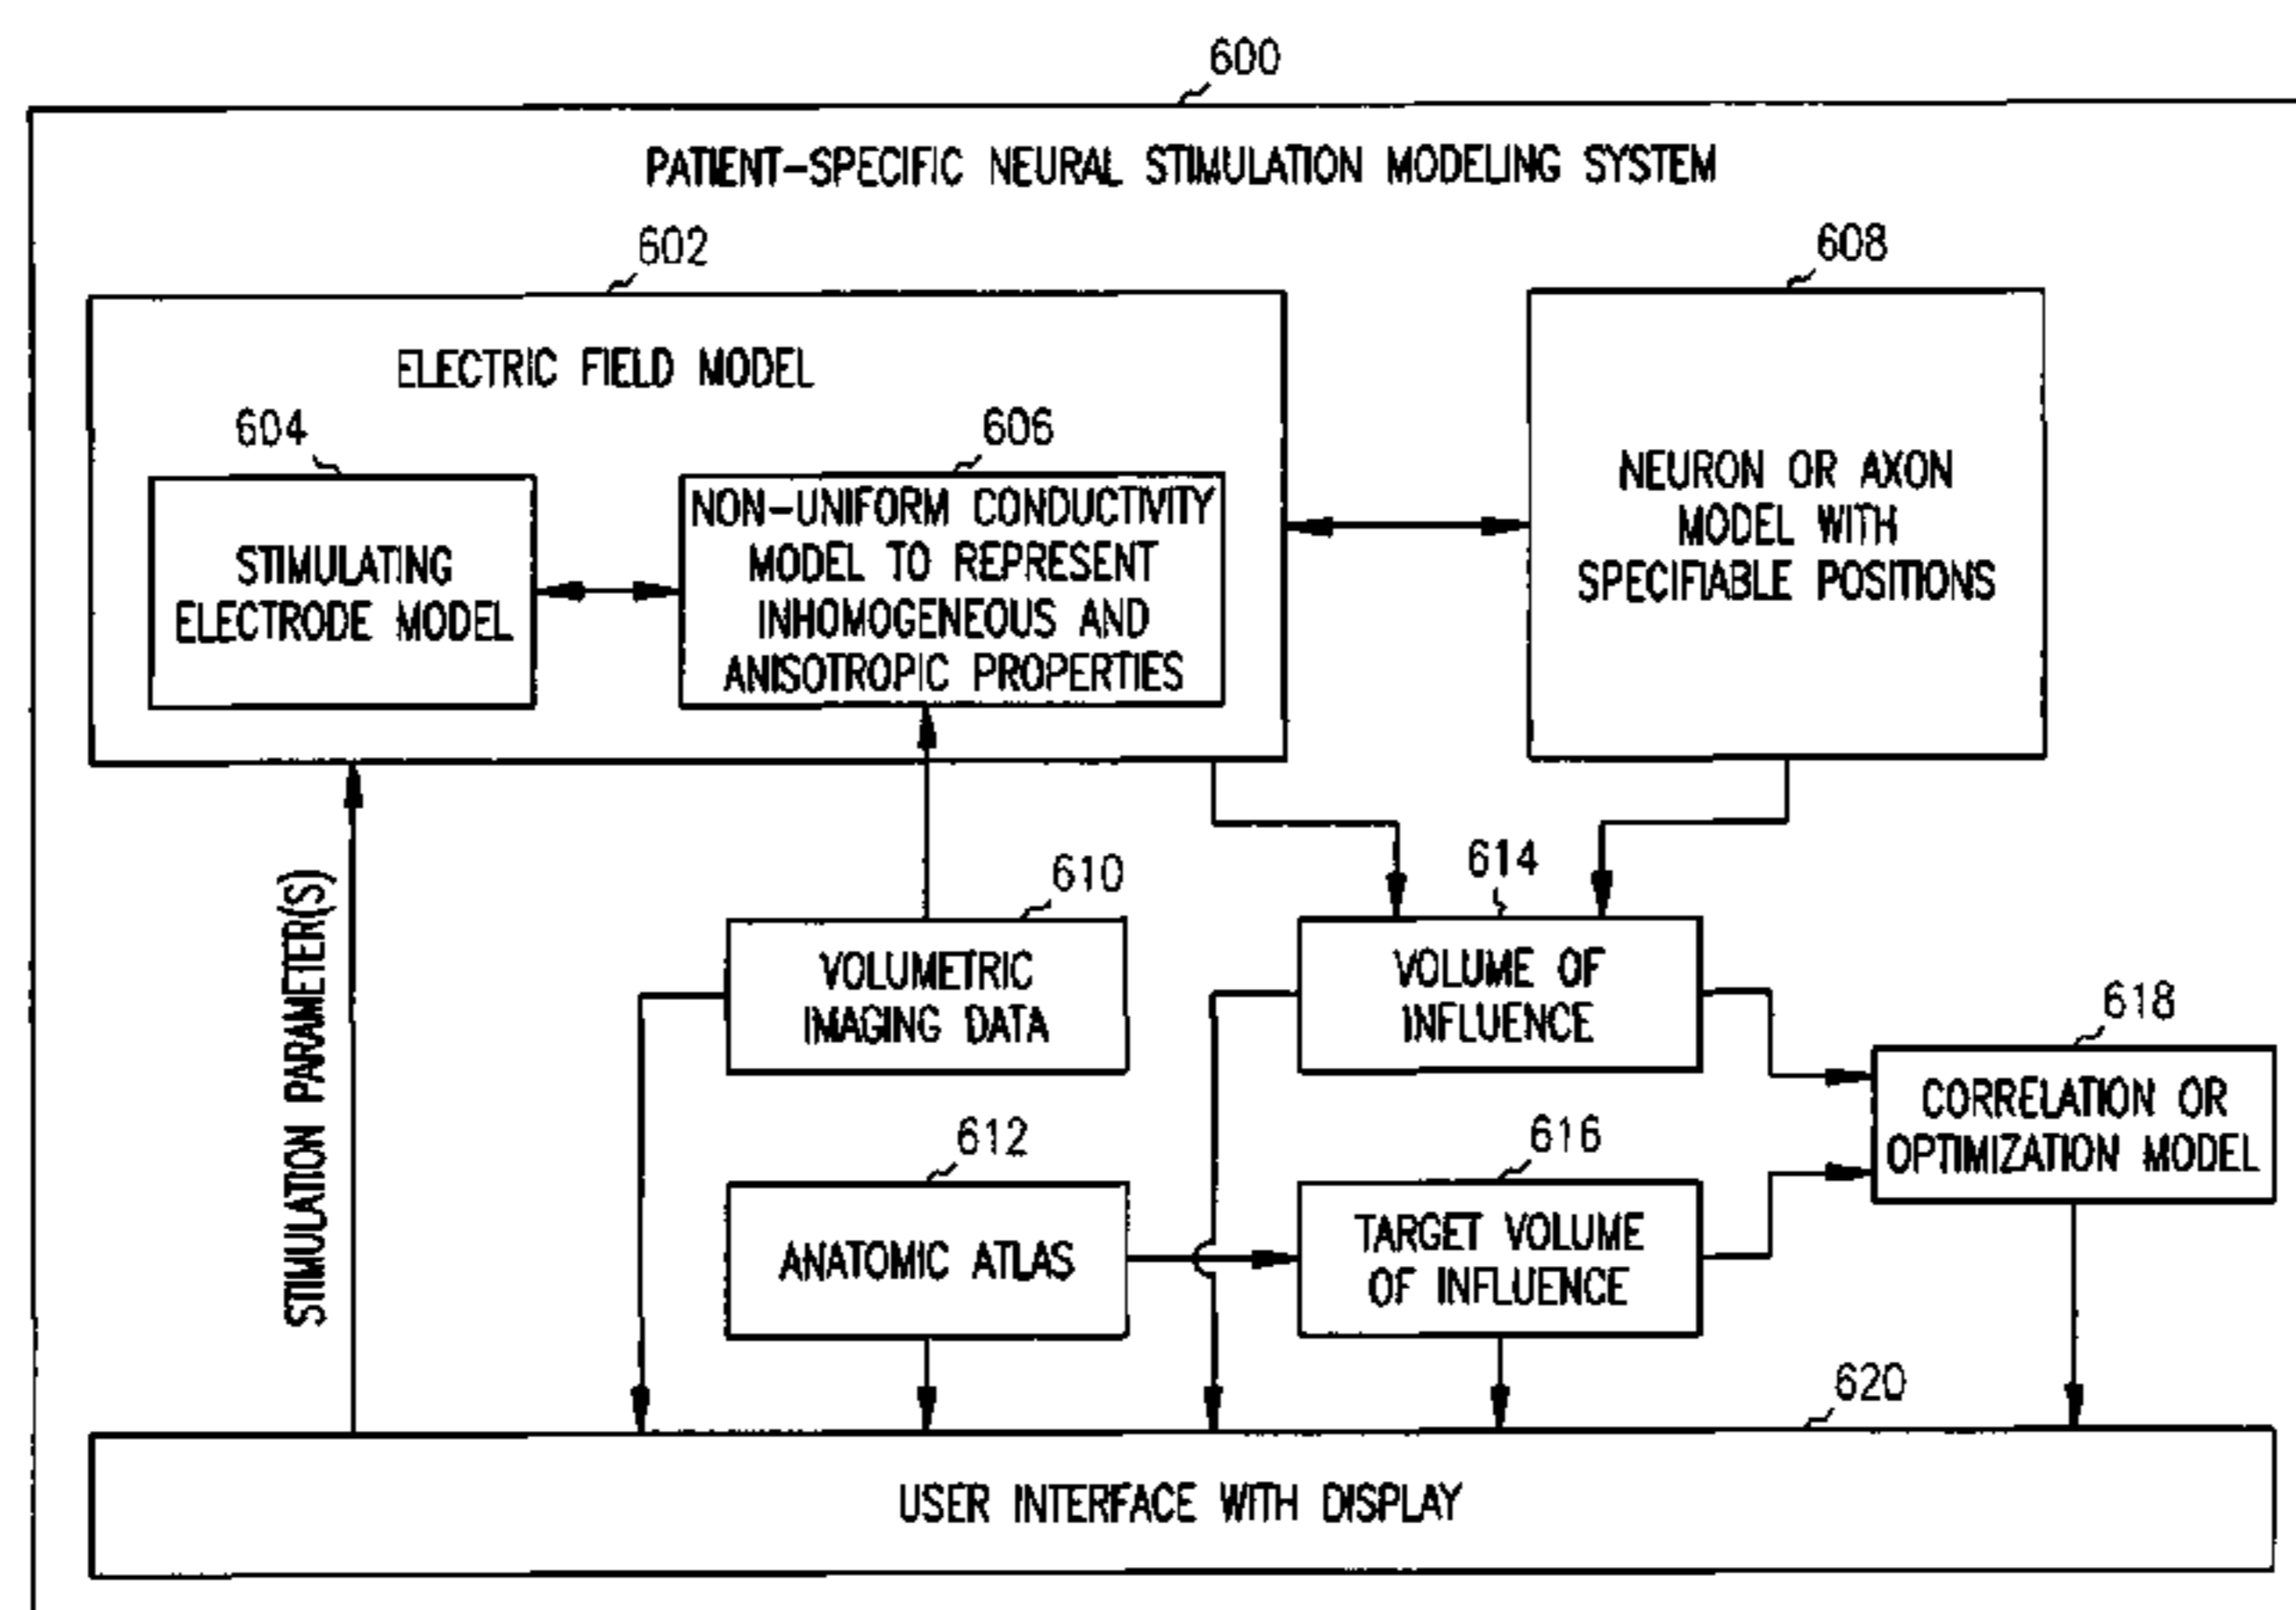 600
PATIENT-SPECIFIC NEURAL STIMULATION MODELING SYSTEM
602
608
ELECTRIC FIELD MODEL
604
606
STIMULATING
ELECTRODE MODEL
NON-UNIFORM CONDUCTIVITY
MODEL TO REPRESENT
INHOMOGENEOUS AND
ANISOTROPIC PROPERTIES
NEURON OR AXON
MODEL WITH
SPECIFIABLE POSITIONS
STIMULATION PARAMETER(S)
610
VOLUMETRIC
IMAGING DATA
614
VOLUME OF
INFLUENCE
618
CORRELATION OR
OPTIMIZATION MODEL
612
ANATOMIC ATLAS
616
TARGET VOLUME
OF INFLUENCE
620
USER INTERFACE WITH DISPLAY